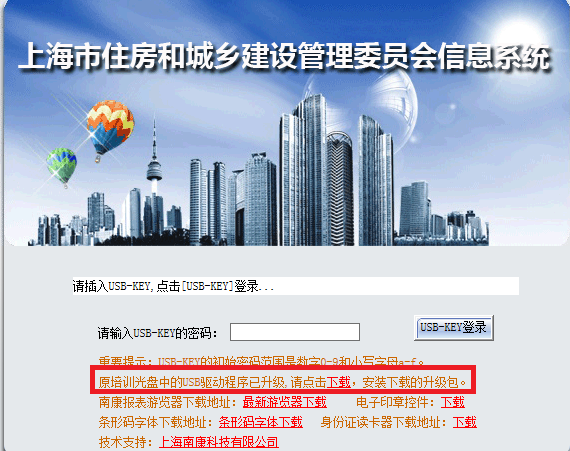 上海市住房和城乡建设管理委员会信息系统
请插入USB-KEY,点击[USB-KEY]登录...
请输入USB-KEY的密码： USB-KEY登录
重要提示：USB-KEY的初始密码范围是数字0-9和小写字母a-f。
原培训光盘中的USB驱动程序已升级,请点击下载，安装下载的升级包。
南康报表游览器下载地址：最新游览器下载 电子印章控件：下载
条形码字体下载地址：条形码字体下载 身份证读卡器下载地址：下载
技术支持：上海南康科技有限公司